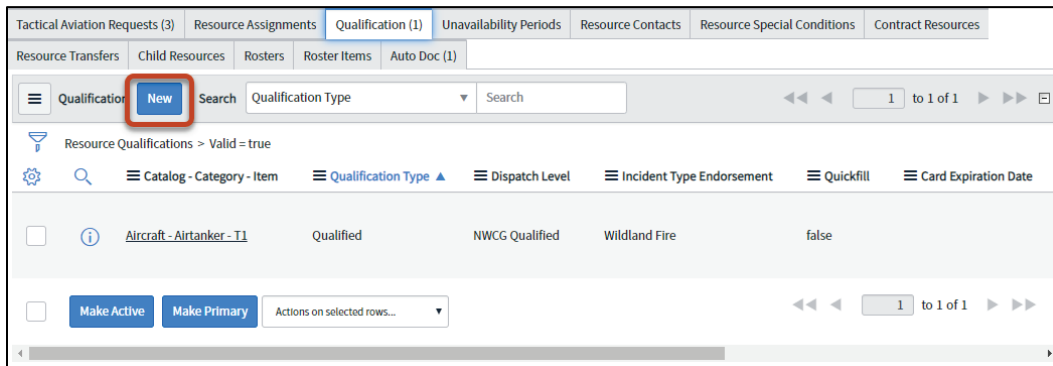 Tactical Aviation Requests (3) Resource Assignments Qualification (1) Unavailability Periods Resource Contacts Resource Special Conditions Contract Resources
Resource Transfers Child Resources Rosters Roster Items Auto Doc (1)
Qualification New Search Qualification Type Search 1 to 1 of 1
Resource Qualifications > Valid = true
Catalog - Category - Item Qualification Type ▲ Dispatch Level Incident Type Endorsement Quickfill Card Expiration Date
Aircraft - Airtanker - T1 Qualified NWCG Qualified Wildland Fire false
Make Active Make Primary Actions on selected rows... 1 to 1 of 1